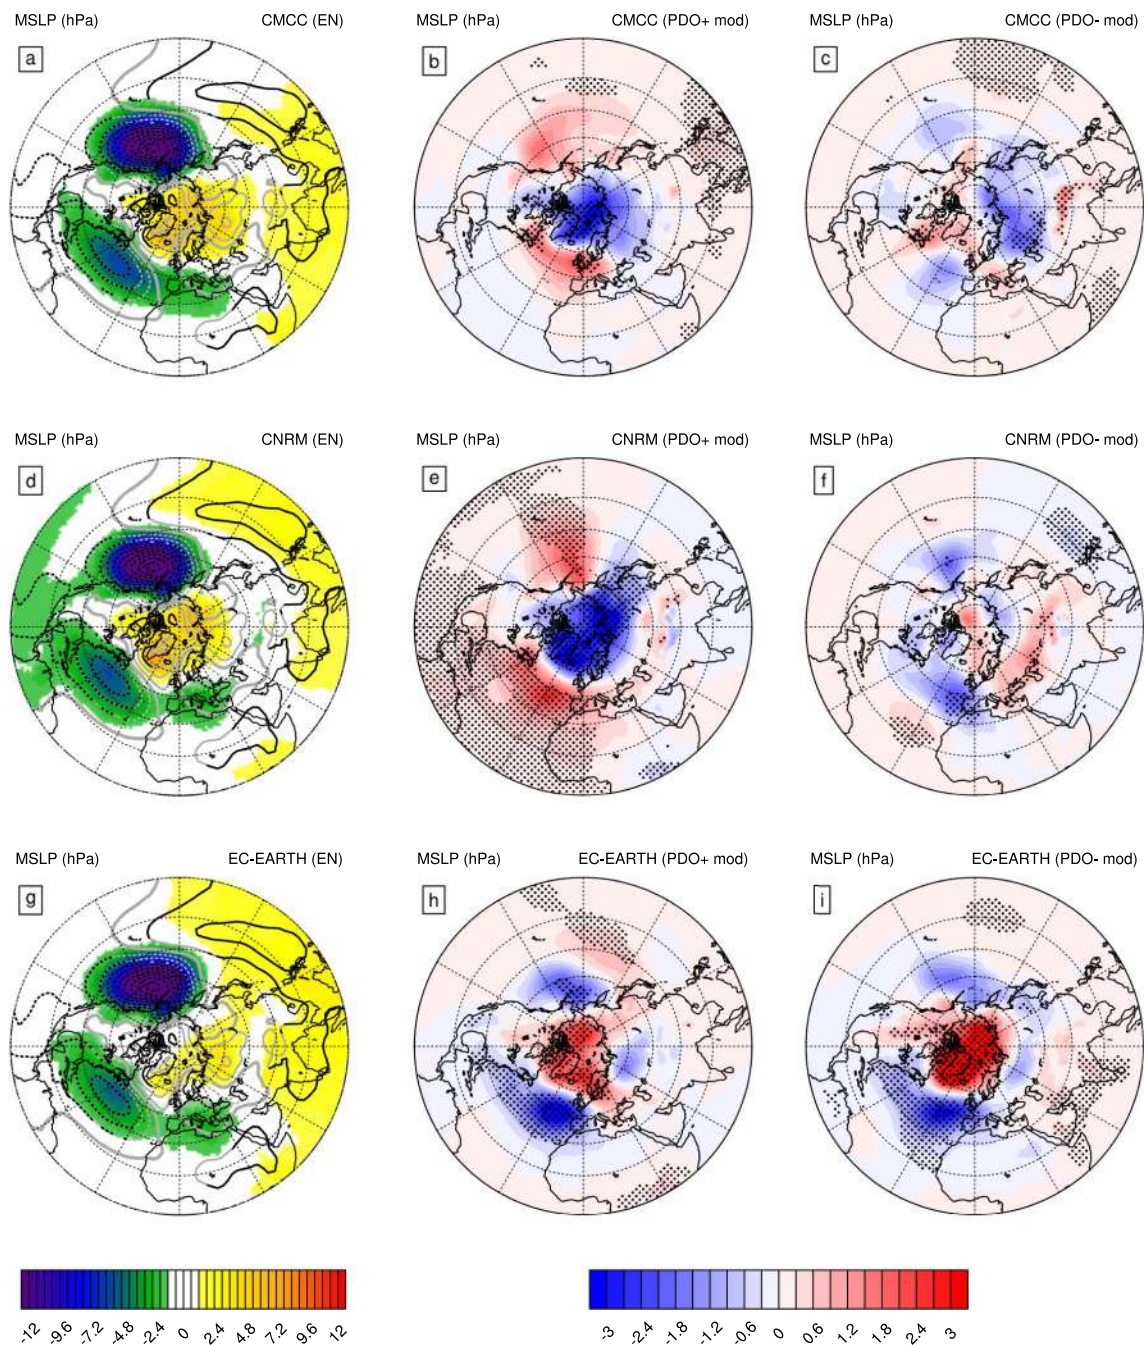 MSLP (hPa) CMCC (EN) MSLP (hPa) CMCC (PDO+ mod) MSLP (hPa) CMCC (PDO- mod)
a b c
MSLP (hPa) CNRM (EN) MSLP (hPa) CNRM (PDO+ mod) MSLP (hPa) CNRM (PDO- mod)
d e f
MSLP (hPa) EC-EARTH (EN) MSLP (hPa) EC-EARTH (PDO+ mod) MSLP (hPa) EC-EARTH (PDO- mod)
g h i
-12 -9.6 -7.2 -4.8 -2.4 0 2.4 4.8 7.2 9.6 12 -3 -2.4 -1.8 -1.2 -0.6 0 0.6 1.2 1.8 2.4 3